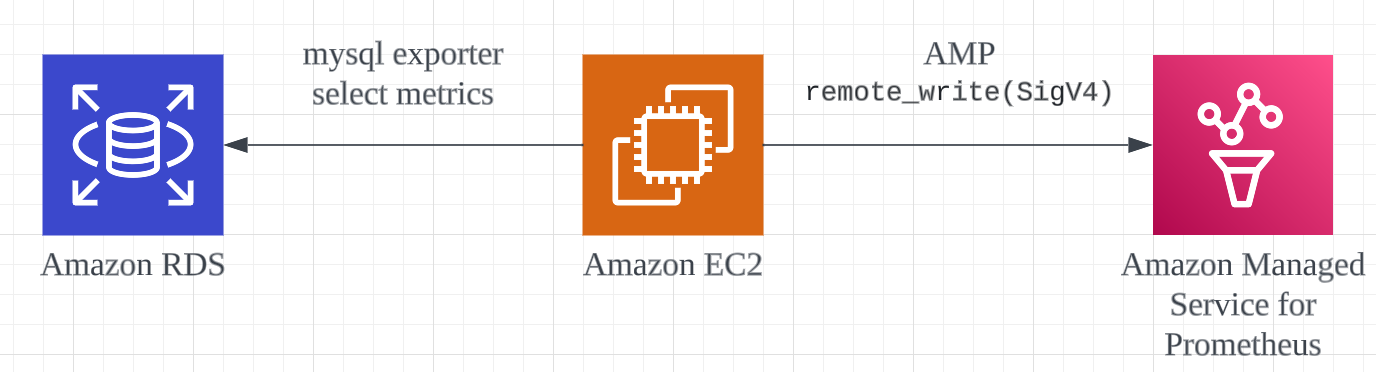 mysql exporter
select metrics
AMP
remote_write(SigV4)
Amazon RDS
Amazon EC2
Amazon Managed
Service for
Prometheus